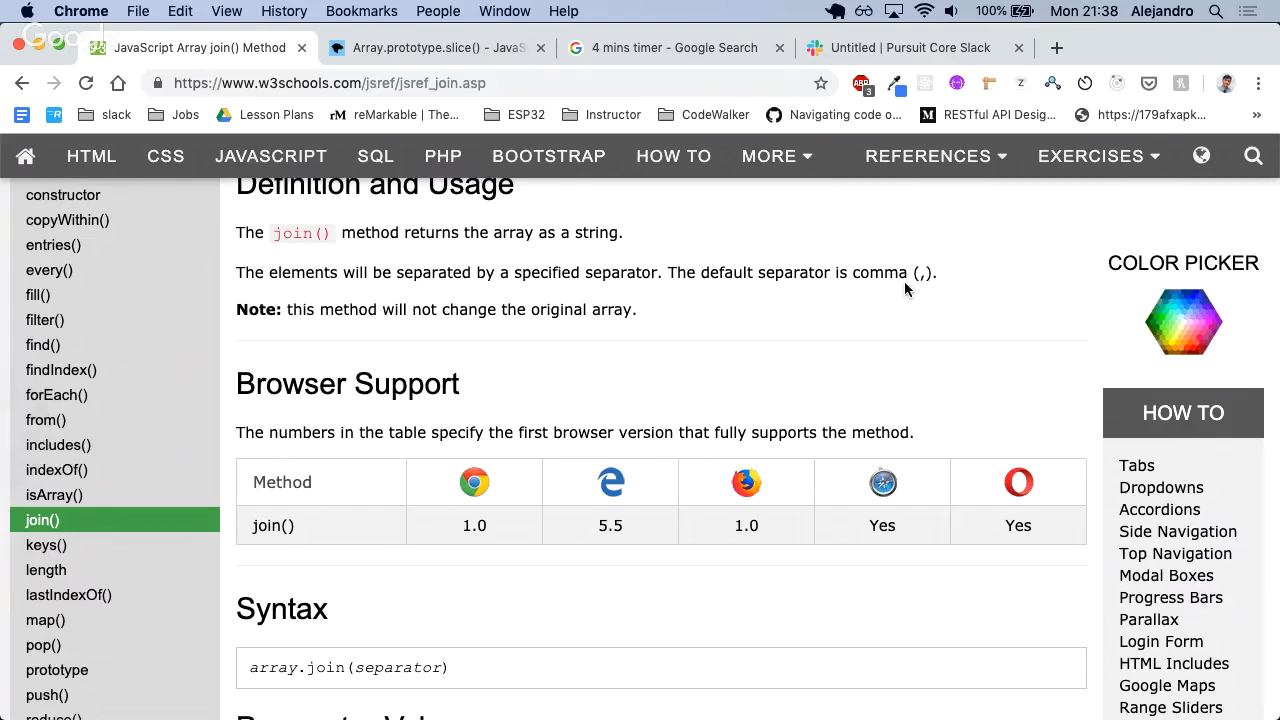 Chrome File Edit View History Bookmarks People Window Help 100% Mon 21:38 Alejandro
JavaScript Array join() Method Array.prototype.slice() - JavaS 4 mins timer - Google Search Untitled | Pursuit Core Slack
https://www.w3schools.com/jsref/jsref_join.asp
ABP 3
slack Jobs Lesson Plans rM reMarkable | The... ESP32 Instructor CodeWalker Navigating code o... RESTful API Desig... https://179afxapk... »
HTML CSS JAVASCRIPT SQL PHP BOOTSTRAP HOW TO MORE REFERENCES EXERCISES
constructor
copyWithin()
entries()
every()
fill()
filter()
find()
findIndex()
forEach()
from()
includes()
indexOf()
isArray()
join()
keys()
length
lastIndexOf()
map()
pop()
prototype
push()
reduce()
Definition and Usage
The join() method returns the array as a string.
The elements will be separated by a specified separator. The default separator is comma (,).
Note: this method will not change the original array.
Browser Support
The numbers in the table specify the first browser version that fully supports the method.
Method
join() 1.0 5.5 1.0 Yes Yes
Syntax
array.join(separator)
COLOR PICKER
HOW TO
Tabs
Dropdowns
Accordions
Side Navigation
Top Navigation
Modal Boxes
Progress Bars
Parallax
Login Form
HTML Includes
Google Maps
Range Sliders